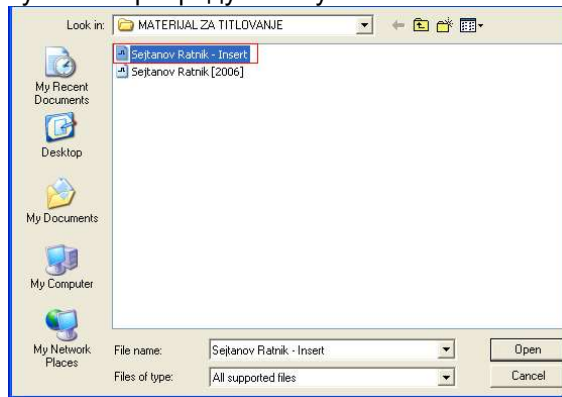 Look in:
MATERIJAL ZA TITLOVANJE
Sejtanov Ratnik - Insert
Sejtanov Ratnik [2006]
My Recent
Documents
Desktop
My Documents
My Computer
My Network
Places
File name:
Sejtanov Ratnik - Insert
Open
Files of type:
All supported files
Cancel